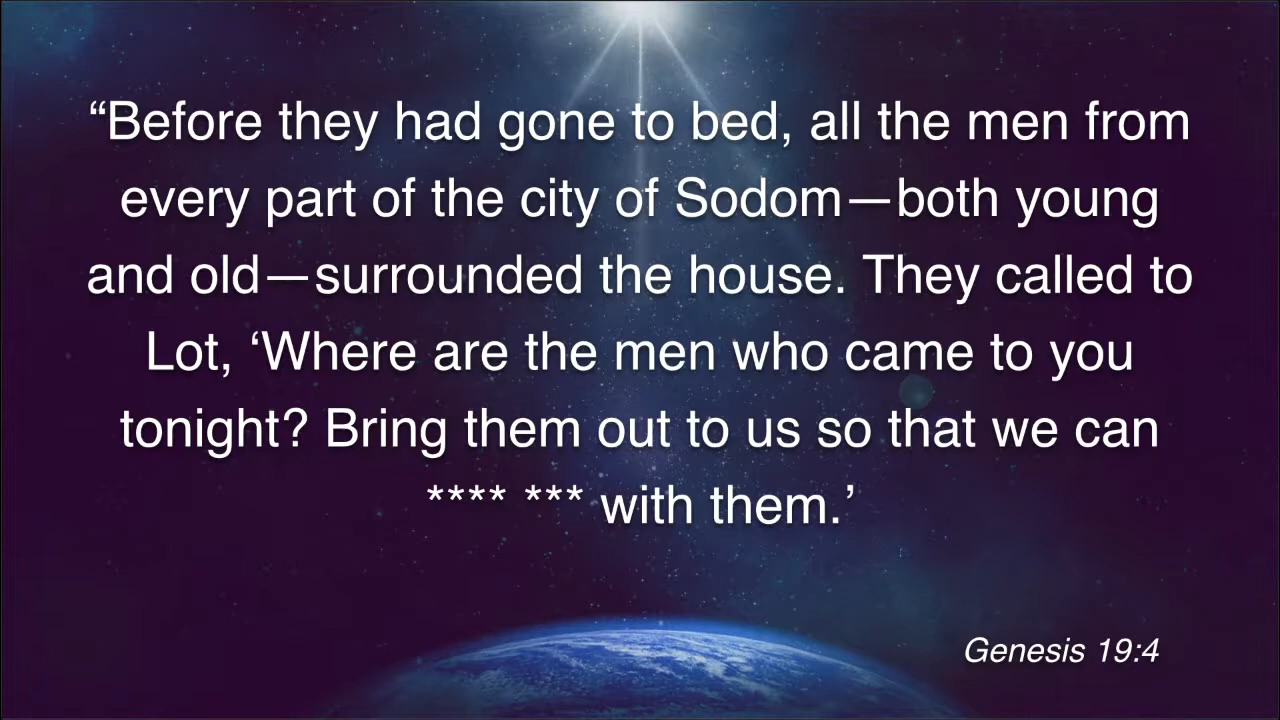 “Before they had gone to bed, all the men from
every part of the city of Sodom—both young
and old—surrounded the house. They called to
Lot, ‘Where are the men who came to you
tonight? Bring them out to us so that we can
**** *** with them.’
Genesis 19:4